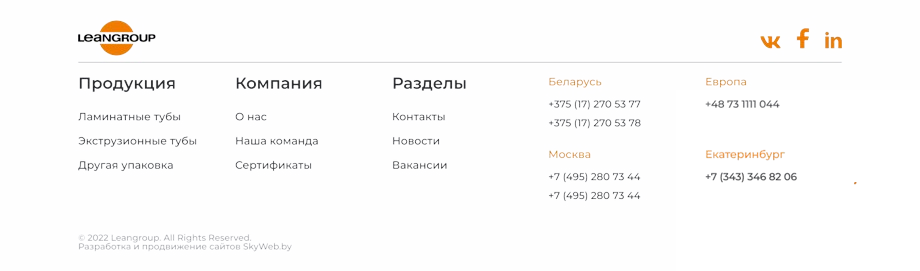 LEANGROUP
Продукция
Ламинатные тубы
Экструзионные тубы
Другая упаковка
Компания
О нас
Наша команда
Сертификаты
Разделы
Контакты
Новости
Вакансии
Беларусь
+375 (17) 270 53 77
+375 (17) 270 53 78
Москва
+7 (495) 280 73 44
+7 (495) 280 73 44
Европа
+48 73 1111 044
Екатеринбург
+7 (343) 346 82 06
© 2022 Leangroup. All Rights Reserved.
Разработка и продвижение сайтов SkyWeb.by